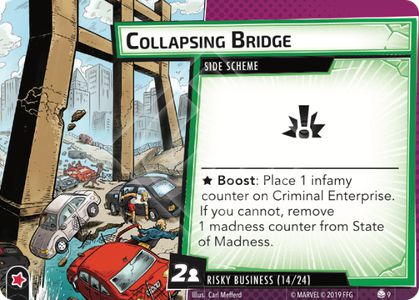 COLLAPSING BRIDGE
SIDE SCHEME
★ Boost: Place 1 infamy
counter on Criminal Enterprise.
If you cannot, remove
1 madness counter from State
of Madness.
2
RISKY BUSINESS (14/24)
Illus. Carl Mefferd
© MARVEL © 2019 FFG
9